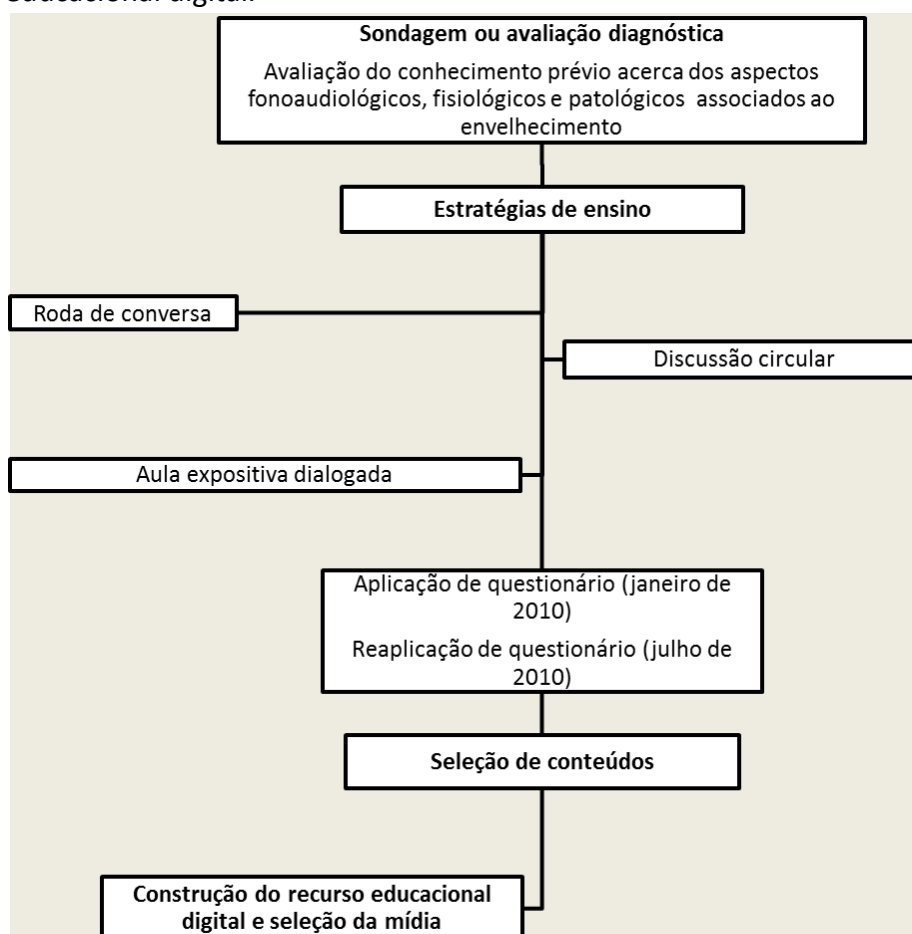 educacional digital.
Sondagem ou avaliação diagnóstica
Avaliação do conhecimento prévio acerca dos aspectos
fonoaudiológicos, fisiológicos e patológicos associados ao
envelhecimento
Estratégias de ensino
Roda de conversa
Discussão circular
Aula expositiva dialogada
Aplicação de questionário (janeiro de
2010)
Reaplicação de questionário (julho de
2010)
Seleção de conteúdos
Construção do recurso educacional
digital e seleção da mídia